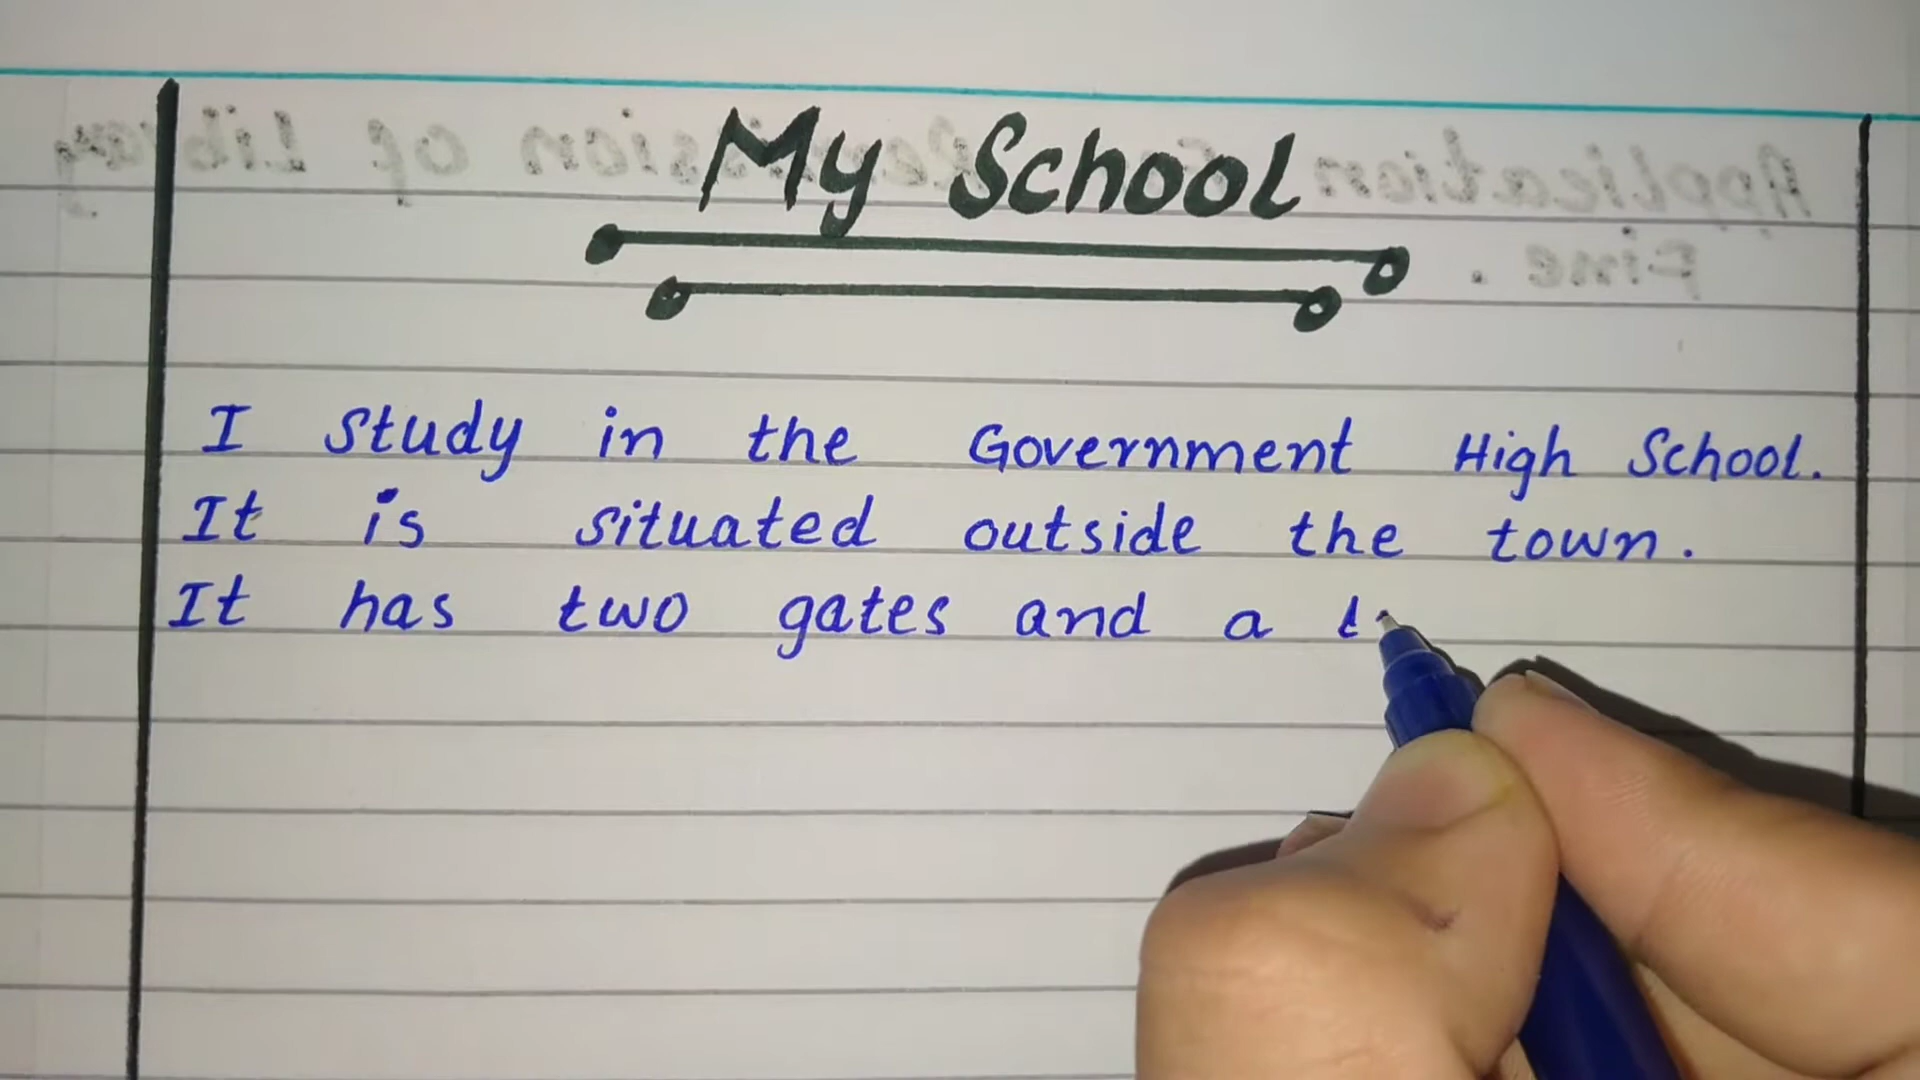 My School
I study in the Government High School.
It is situated outside the town.
It has two gates and a